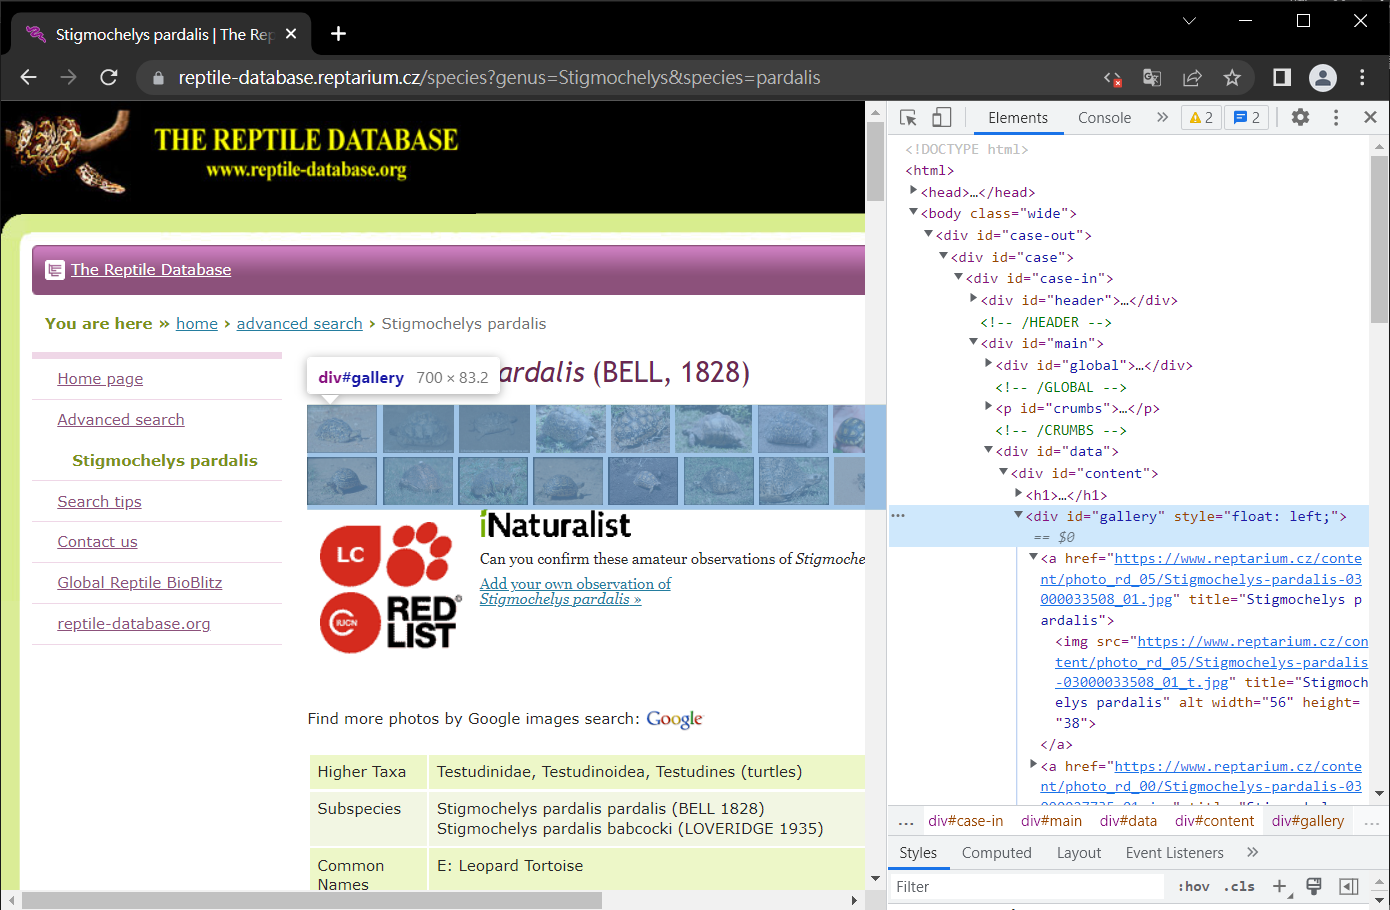 Stigmochelys pardalis | The Rep
reptile-database.reptarium.cz/species?genus=Stigmochelys&species=pardalis
THE REPTILE DATABASE
www.reptile-database.org
The Reptile Database
You are here » home › advanced search › Stigmochelys pardalis
Home page
Advanced search
Stigmochelys pardalis
Search tips
Contact us
Global Reptile BioBlitz
reptile-database.org
div#gallery 700 × 83.2
ardalis (BELL, 1828)
LC
IUCN
RED
LIST
iNaturalist
Can you confirm these amateur observations of Stigmoche
Add your own observation of
Stigmochelys pardalis »
Find more photos by Google images search: Google
Higher Taxa Testudinidae, Testudinoidea, Testudines (turtles)
Subspecies Stigmochelys pardalis pardalis (BELL 1828)
Stigmochelys pardalis babcocki (LOVERIDGE 1935)
Common
Names
E: Leopard Tortoise
Elements Console » 2 2
<!DOCTYPE html>
<html>
<head>…</head>
<body class="wide">
<div id="case-out">
<div id="case">
<div id="case-in">
<div id="header">…</div>
<!-- /HEADER -->
<div id="main">
<div id="global">…</div>
<!-- /GLOBAL -->
<p id="crumbs">…</p>
<!-- /CRUMBS -->
<div id="data">
<div id="content">
<h1>…</h1>
<div id="gallery" style="float: left;">
== $0
<a href="https://www.reptarium.cz/conte
nt/photo_rd_05/Stigmochelys-pardalis-03
000033508_01.jpg" title="Stigmochelys p
ardalis">
<img src="https://www.reptarium.cz/con
tent/photo_rd_05/Stigmochelys-pardalis
-03000033508_01_t.jpg" title="Stigmoch
elys pardalis" alt width="56" height=
"38">
</a>
<a href="https://www.reptarium.cz/conte
nt/photo_rd_00/Stigmochelys-pardalis-03
... div#case-in div#main div#data div#content div#gallery ...
Styles Computed Layout Event Listeners »
Filter :hov .cls